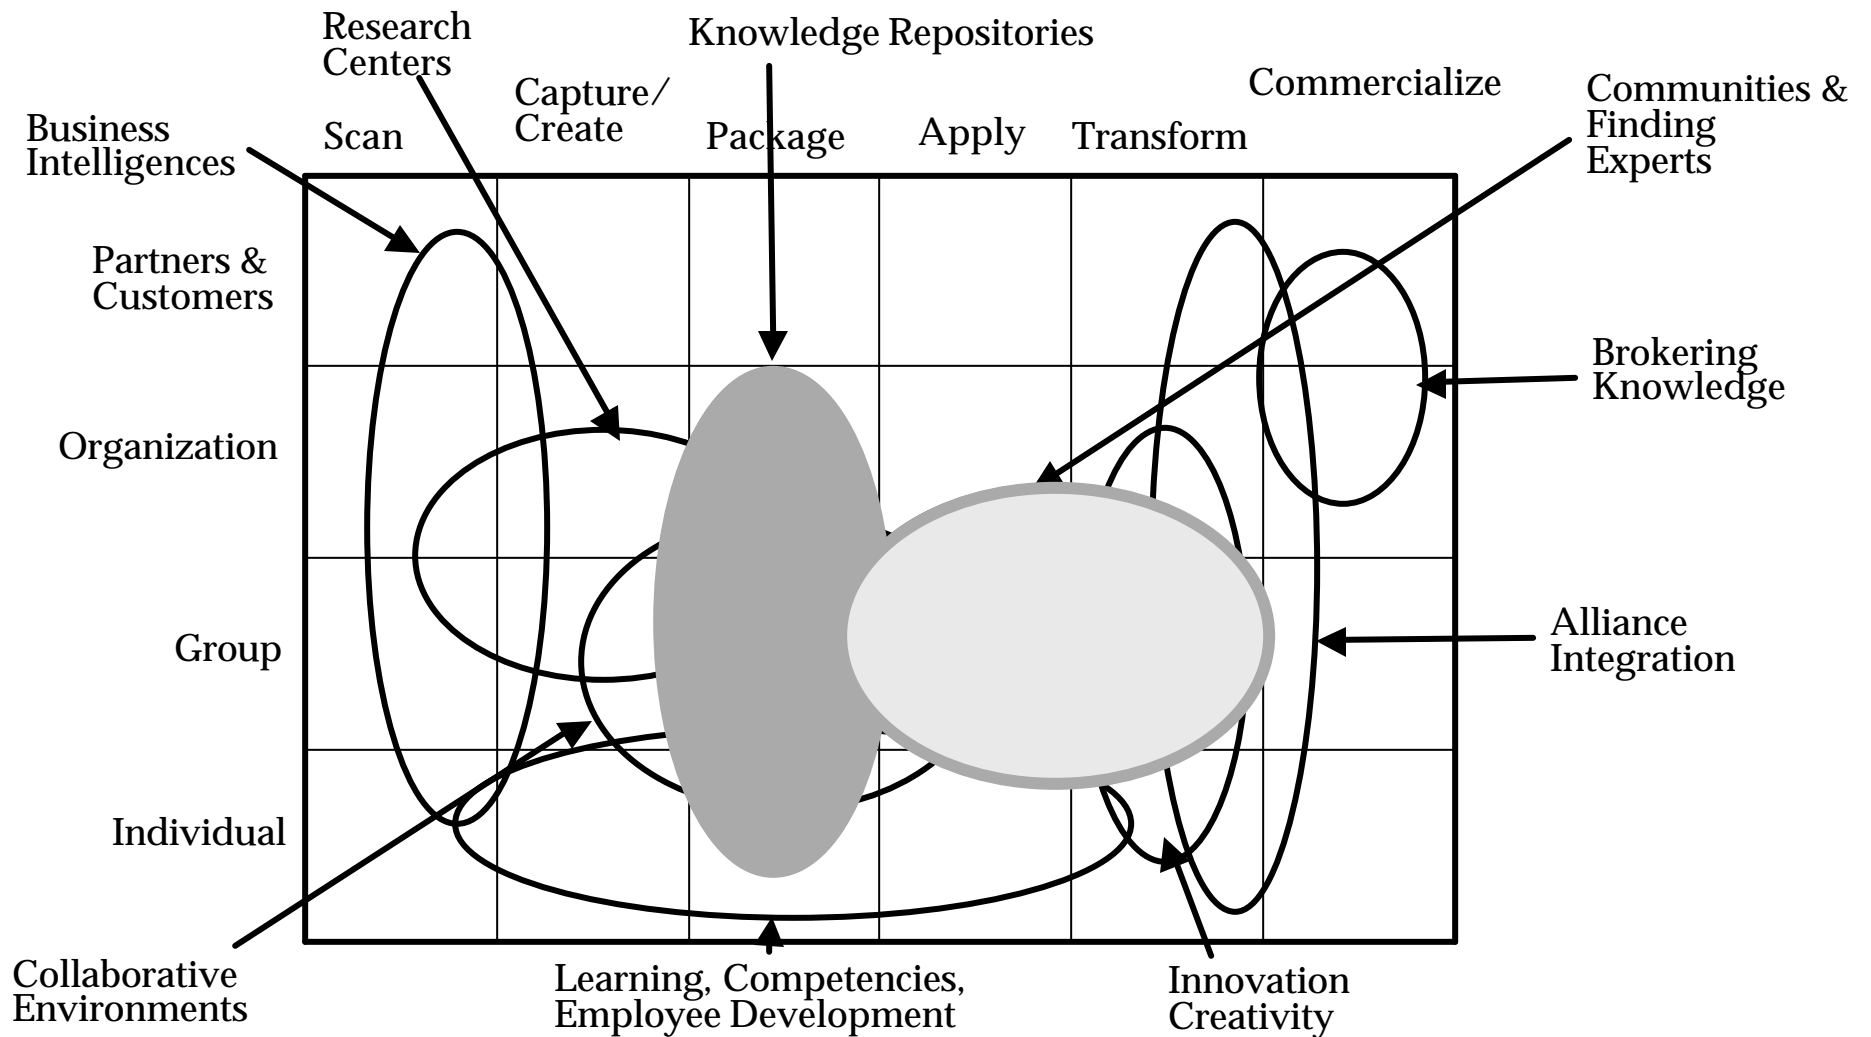 Research
Centers
Knowledge Repositories
Capture/
Create
Commercialize
Communities &
Finding
Experts
Business
Intelligences
Scan
Package
Apply
Transform
Partners &
Customers
Brokering
Knowledge
Organization
Group
Alliance
Integration
Individual
Collaborative
Environments
Learning, Competencies,
Employee Development
Innovation
Creativity